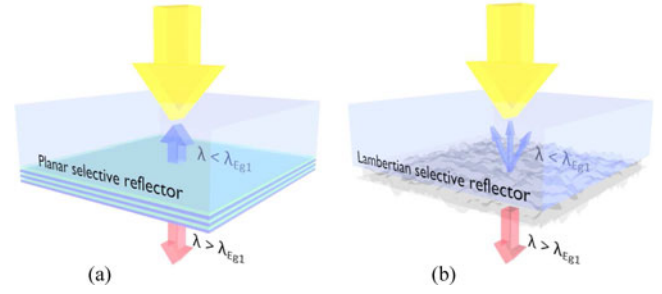 Planar selective reflector
λ < λEg1
λ > λEg1
(a)
Lambertian selective reflector
λ < λEg1
λ > λEg1
(b)